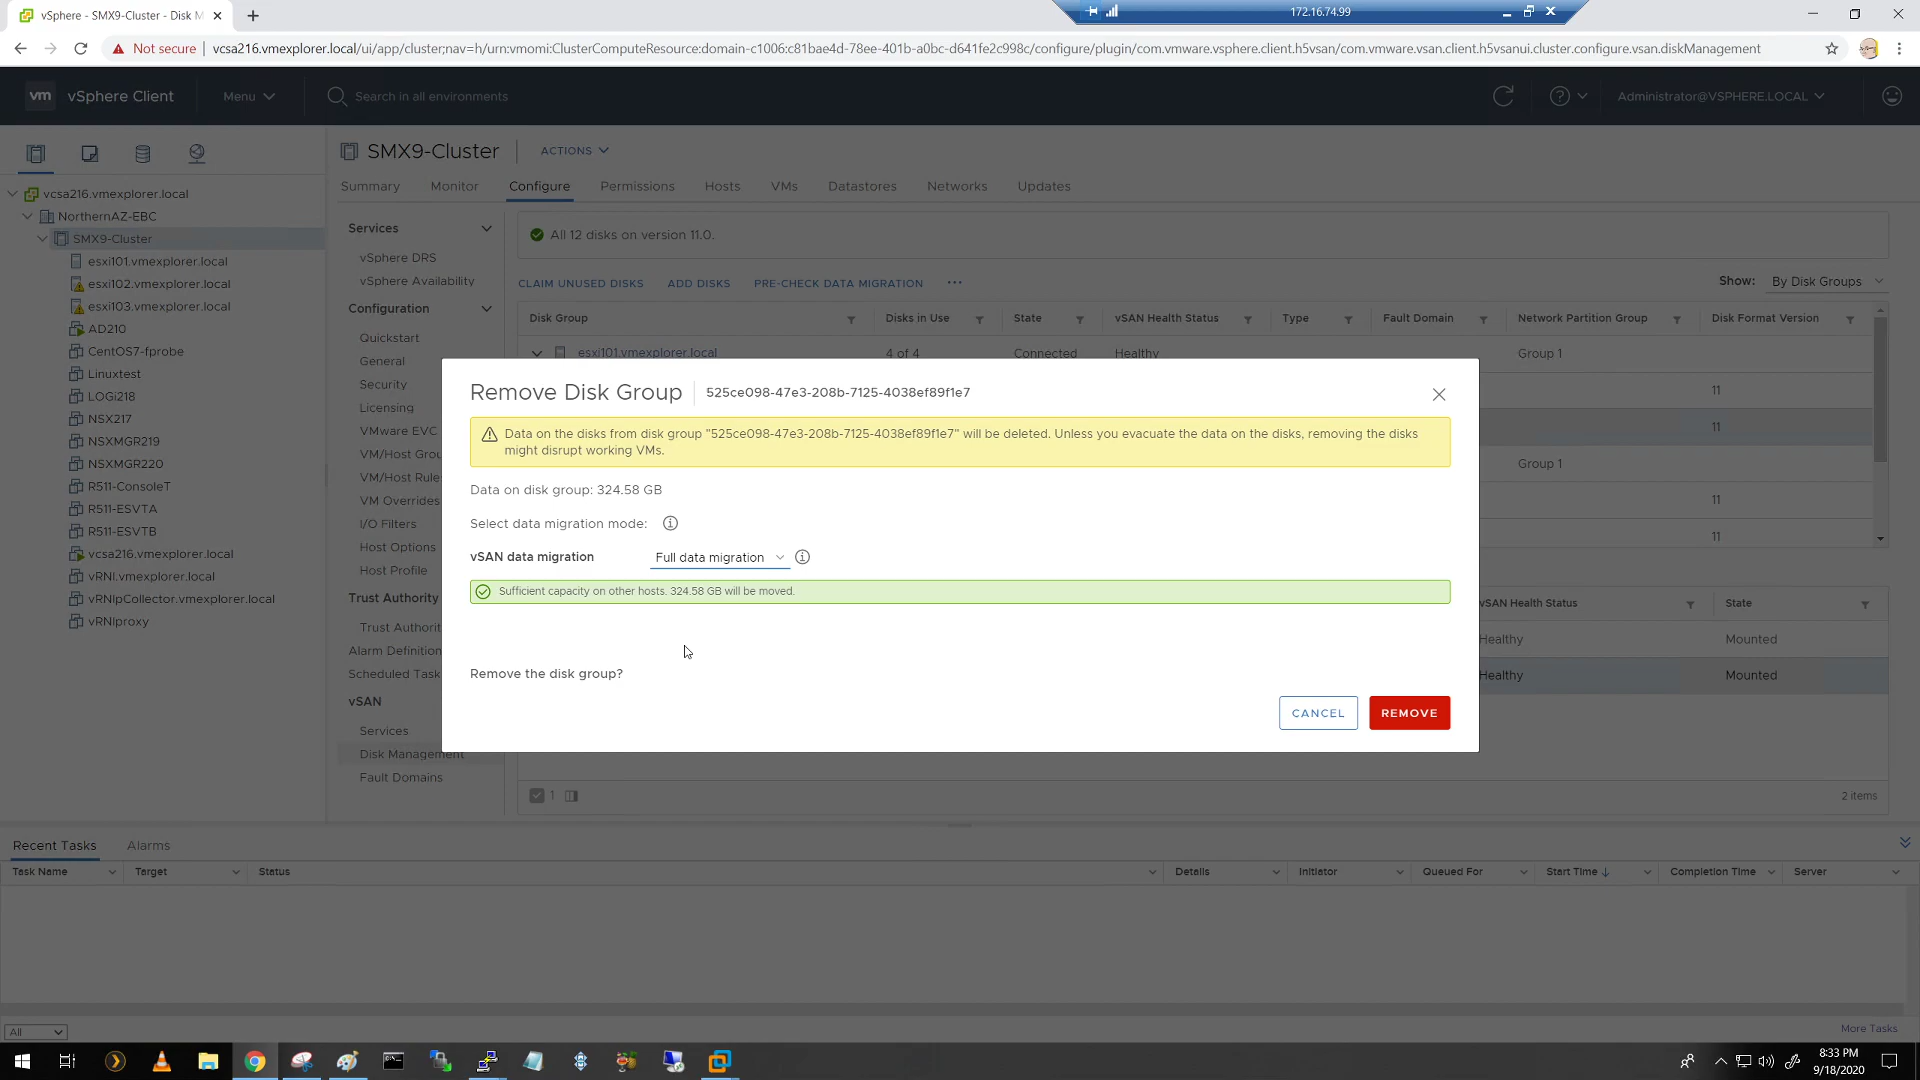 vSphere - SMX9-Cluster - Disk M
172.16.74.99
Not secure
vcsa216.vmexplorer.local/ui/app/cluster;nav=h/urn:vmomi:ClusterComputeResource:domain-c1006:c81bae4d-78ee-401b-a0bc-d641fe2c998c/configure/plugin/com.vmware.vsphere.client.h5vsan/com.vmware.vsan.client.h5vsanui.cluster.configure.vsan.diskManagement
vm vSphere Client
Menu
Search in all environments
Administrator@VSPHERE.LOCAL
vcsa216.vmexplorer.local
NorthernAZ-EBC
SMX9-Cluster
esxi101.vmexplorer.local
esxi102.vmexplorer.local
esxi103.vmexplorer.local
AD210
CentOS7-fprobe
Linuxtest
LOGi218
NSX217
NSXMGR219
NSXMGR220
R511-ConsoleT
R511-ESVTA
R511-ESVTB
vcsa216.vmexplorer.local
vRNI.vmexplorer.local
vRNIpCollector.vmexplorer.local
vRNIproxy
SMX9-Cluster
ACTIONS
Summary Monitor Configure Permissions Hosts VMs Datastores Networks Updates
Services
vSphere DRS
vSphere Availability
Configuration
Quickstart
General
Security
Licensing
VMware EVC
VM/Host Grou
VM/Host Rule
VM Overrides
I/O Filters
Host Options
Host Profile
Trust Authority
Trust Authorit
Alarm Definition
Scheduled Task
vSAN
Services
Disk Management
Fault Domains
All 12 disks on version 11.0.
CLAIM UNUSED DISKS ADD DISKS PRE-CHECK DATA MIGRATION ...
Show: By Disk Groups
Disk Group Disks in Use State vSAN Health Status Type Fault Domain Network Partition Group Disk Format Version
esxi101.vmexplorer.local 4 of 4 Connected Healthy Group 1
11
11
Group 1
11
11
Remove Disk Group
525ce098-47e3-208b-7125-4038ef89f1e7
Data on the disks from disk group "525ce098-47e3-208b-7125-4038ef89f1e7" will be deleted. Unless you evacuate the data on the disks, removing the disks
might disrupt working VMs.
Data on disk group: 324.58 GB
Select data migration mode:
vSAN data migration
Full data migration
Sufficient capacity on other hosts. 324.58 GB will be moved.
Remove the disk group?
CANCEL
REMOVE
vSAN Health Status State
Healthy Mounted
Healthy Mounted
1
2 items
Recent Tasks Alarms
Task Name Target Status Details Initiator Queued For Start Time Completion Time Server
All
More Tasks
8:33 PM
9/18/2020